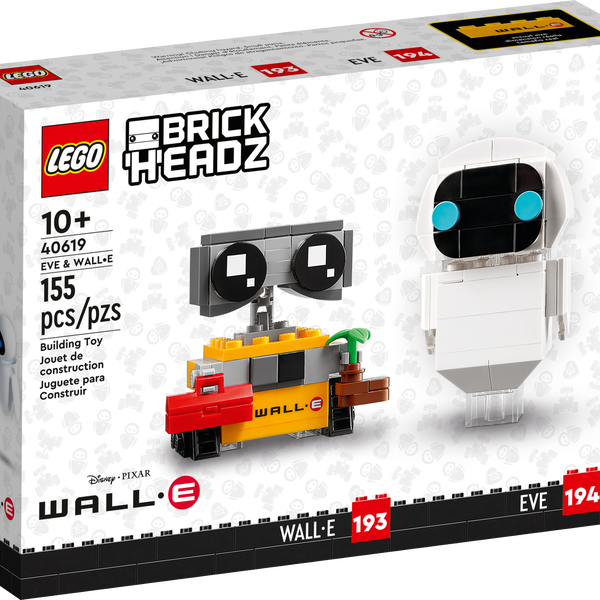 WALL•E 193
EVE 194
LEGO
40619
LEGO
BRICK
HEADZ
10+
40619
EVE & WALL•E
155
pcs/pzs
Building Toy
Jouet de
construction
Juguete para
Construir
WALL•E
Disney • PIXAR
WALL•E
WALL•E 193
EVE 194